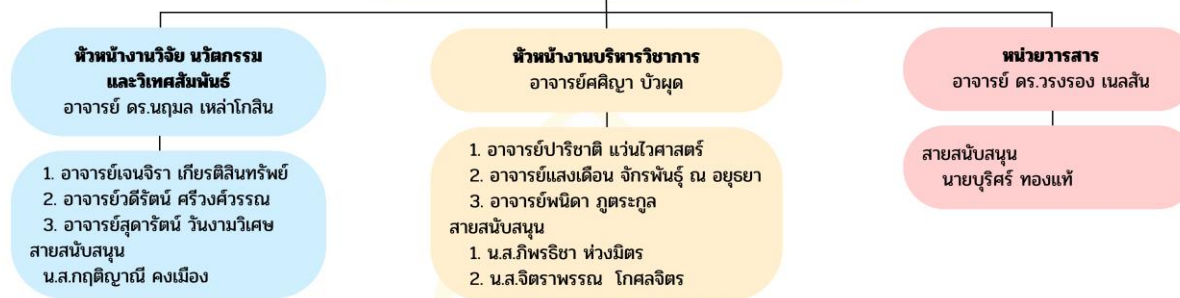 หัวหน้างานวิจัย นวัตกรรม
และวิเทศสัมพันธ์
อาจารย์ ดร.นฤมล เหล่าโกสิน
1. อาจารย์เจนจิรา เกียรติสินทรัพย์
2. อาจารย์วดีรัตน์ ศรีวงศ์วรรณ
3. อาจารย์สุดารัตน์ วันงามวิเศษ
สายสนับสนุน
น.ส.กฤติญาณี คงเมือง
หัวหน้างานบริหารวิชาการ
อาจารย์ศศิญา บัวผุด
1. อาจารย์ปาริชาติ แว่นไวศาสตร์
2. อาจารย์แสงเดือน จักรพันธุ์ ณ อยุธยา
3. อาจารย์พนิดา ภูตระกูล
สายสนับสนุน
1. น.ส.ภิพรธิชา ห่วงมิตร
2. น.ส.จิตราพรรณ โกศลจิตร
หน่วยวารสาร
อาจารย์ ดร.วรงรอง เนลสัน
สายสนับสนุน
นายบุริศร์ ทองแท้